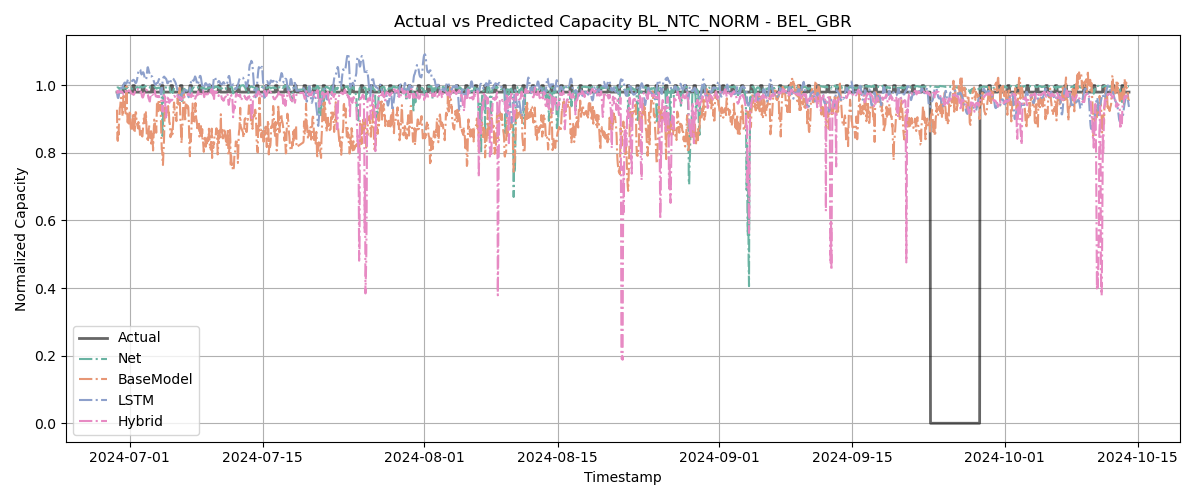 Actual vs Predicted Capacity BL_NTC_NORM - BEL_GBR
Normalized Capacity
1.0
0.8
0.6
0.4
0.2
0.0
Actual
Net
BaseModel
LSTM
Hybrid
2024-07-01
2024-07-15
2024-08-01
2024-08-15
2024-09-01
2024-09-15
2024-10-01
2024-10-15
Timestamp